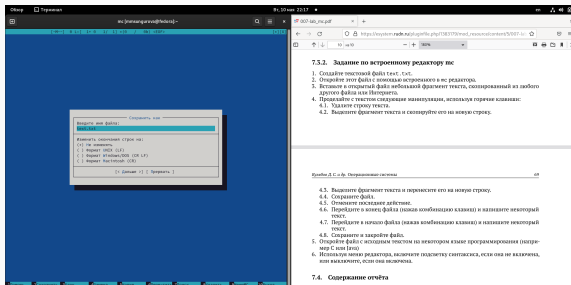 Обзор Терминал
Вт, 10 мая 22:17
en
mc [mmsungurova@fedora]:~
007-lab_mc.pdf
https://esystem.rudn.ru/pluginfile.php/1383170/mod_resource/content/5/007-l
10 из 10
160%
Сохранить как
Введите имя файла:
text.txt
Изменить окончания строк на:
(*) Не изменять
( ) Формат UNIX (LF)
( ) Формат Windows/DOS (CR LF)
( ) Формат Macintosh (CR)
[< Дальше >] [ Прервать ]
7.3.2. Задание по встроенному редактору mc
1. Создайте текстовой файл text.txt.
2. Откройте этот файл с помощью встроенного в mc редактора.
3. Вставьте в открытый файл небольшой фрагмент текста, скопированный из любого
другого файла или Интернета.
4. Проделайте с текстом следующие манипуляции, используя горячие клавиши:
4.1. Удалите строку текста.
4.2. Выделите фрагмент текста и скопируйте его на новую строку.
Кулябов Д. С. и др. Операционные системы
4.3. Выделите фрагмент текста и перенесите его на новую строку.
4.4. Сохраните файл.
4.5. Отмените последнее действие.
4.6. Перейдите в конец файла (нажав комбинацию клавиш) и напишите некоторый
текст.
4.7. Перейдите в начало файла (нажав комбинацию клавиш) и напишите некоторый
текст.
4.8. Сохраните и закройте файл.
5. Откройте файл с исходным текстом на некотором языке программирования (напри-
мер C или Java)
6. Используя меню редактора, включите подсветку синтаксиса, если она не включена,
или выключите, если она включена.
7.4. Содержание отчёта